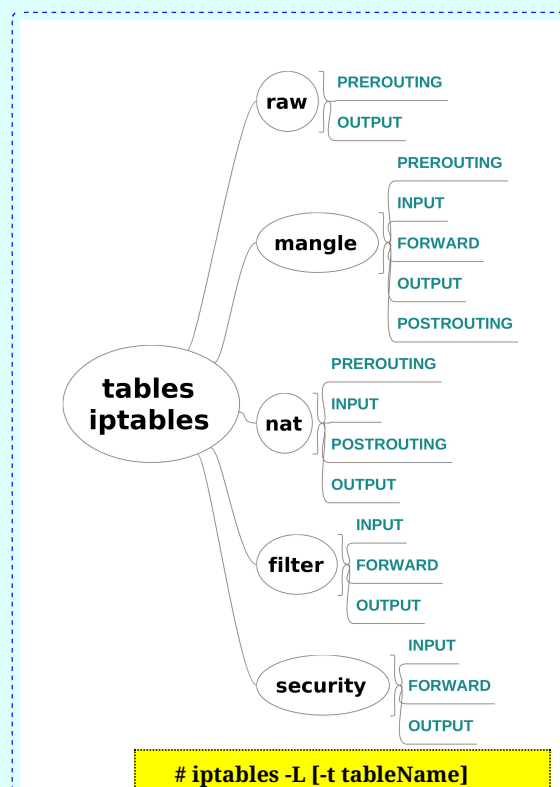 raw
PREROUTING
OUTPUT
mangle
PREROUTING
INPUT
FORWARD
OUTPUT
POSTROUTING
tables
iptables
nat
PREROUTING
INPUT
POSTROUTING
OUTPUT
filter
INPUT
FORWARD
OUTPUT
security
INPUT
FORWARD
OUTPUT
# iptables -L [-t tableName]